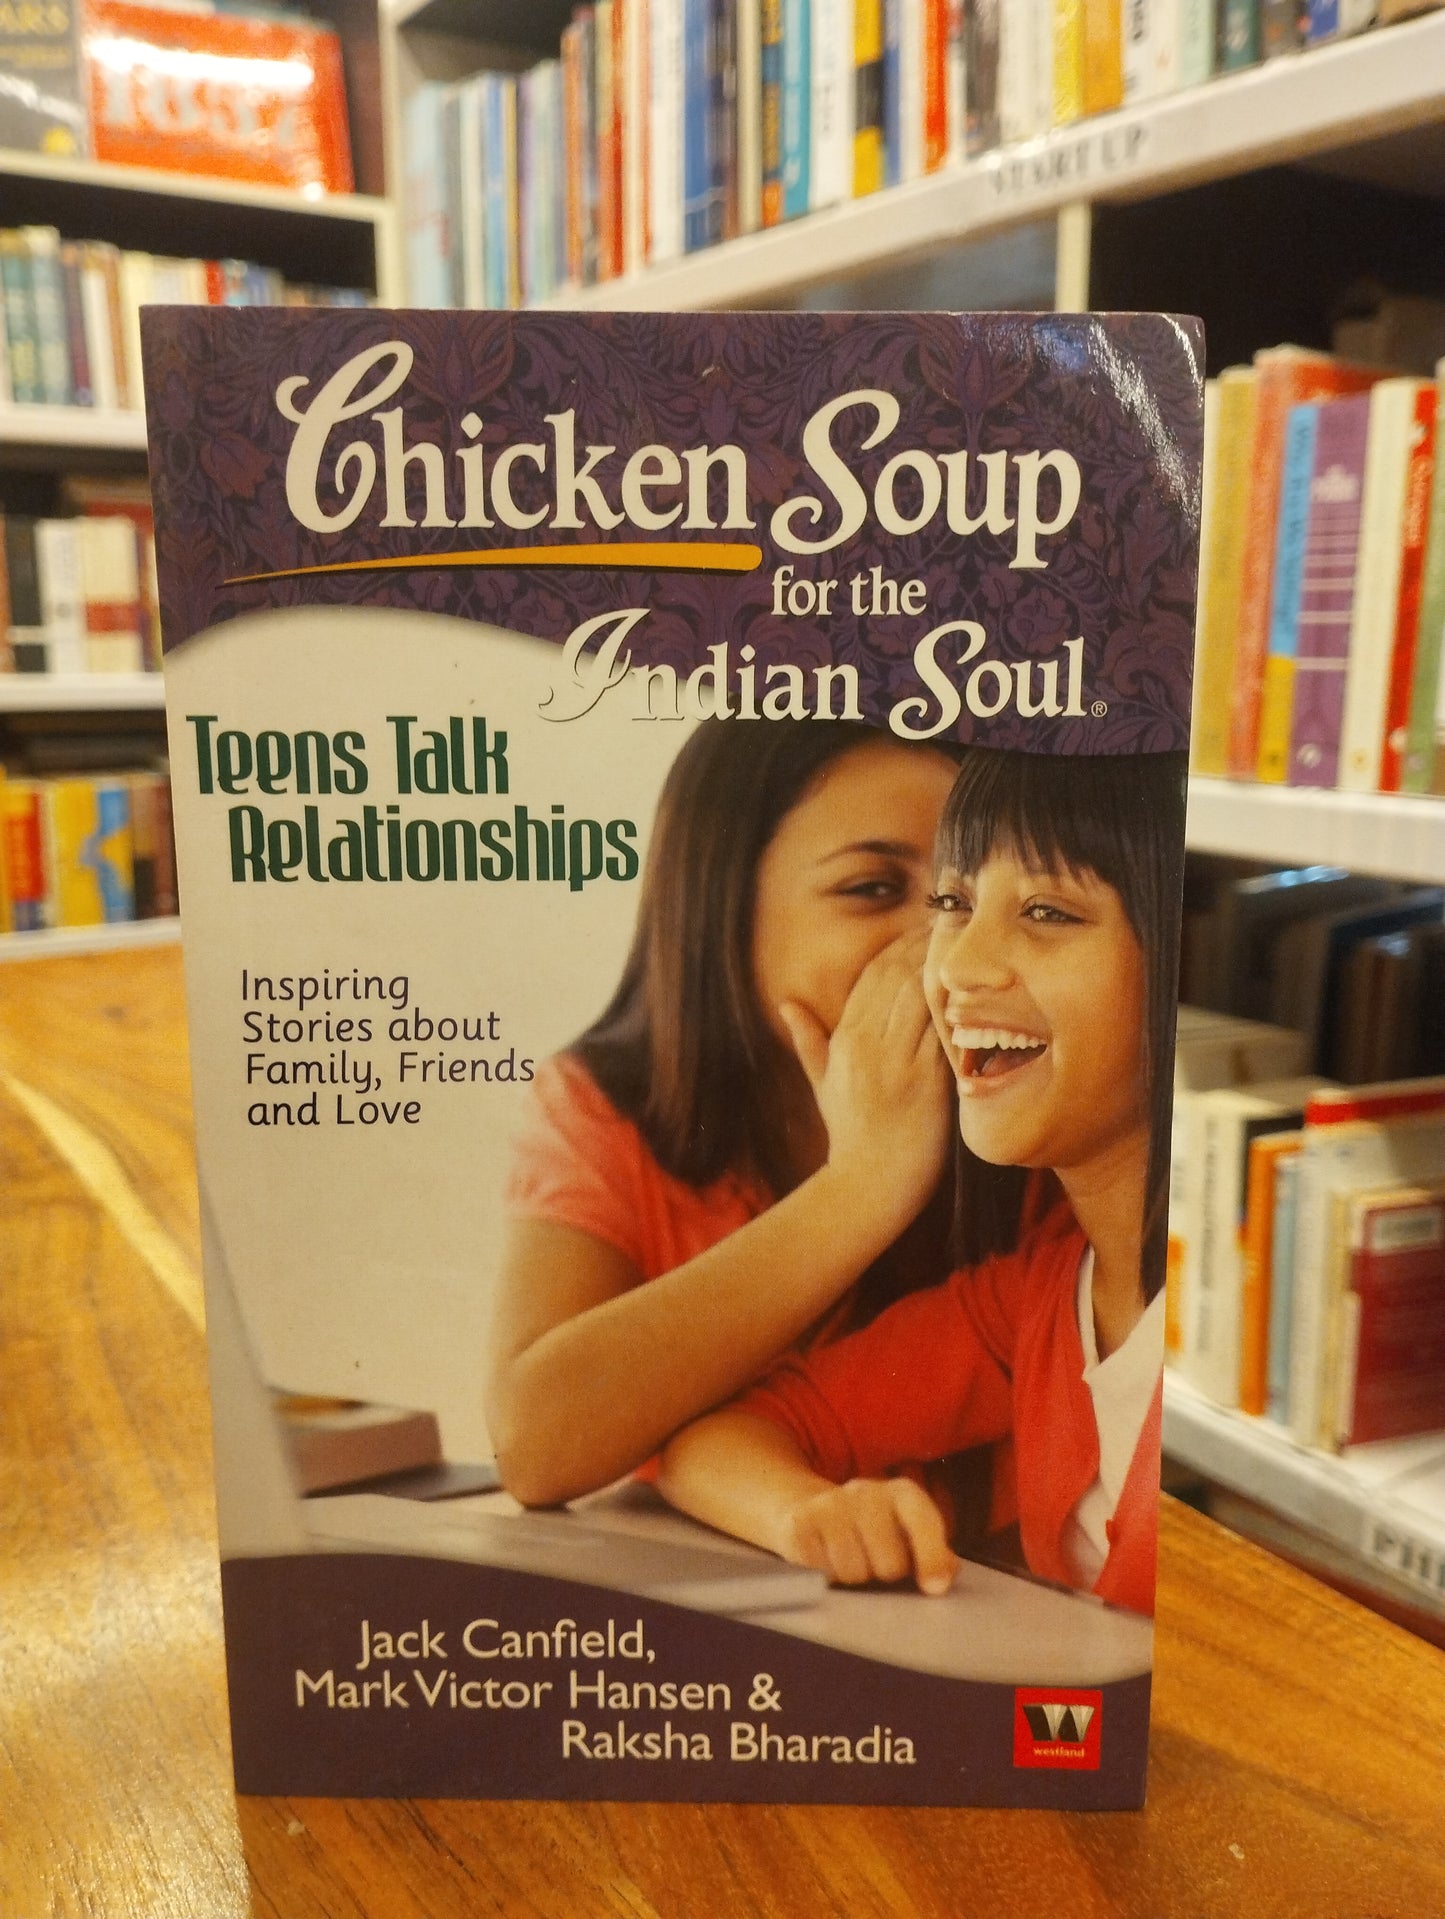 1857
START UP
Chicken Soup
for the
Indian Soul®
Teens Talk
Relationships
Inspiring
Stories about
Family, Friends
and Love
Jack Canfield,
Mark Victor Hansen &
Raksha Bharadia
westland